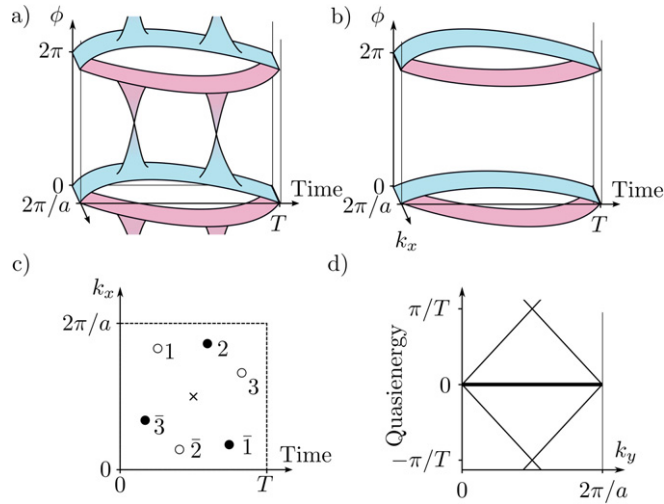 a)
ϕ
2π
0
2π/a
Time
T
b)
ϕ
2π
0
2π/a
k_x
Time
T
c)
k_x
2π/a
1
2
3
3̄
2̄
1̄
0
0
T
Time
d)
Quasienergy
π/T
0
−π/T
k_y
0
2π/a